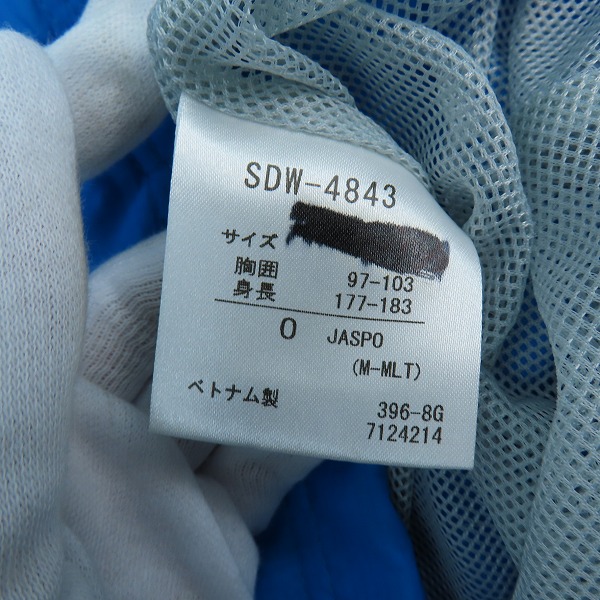 SDW-4843
サイズ
胸囲 97-103
身長 177-183
O JASPO
(M-MLT)
ベトナム製 396-8G
7124214